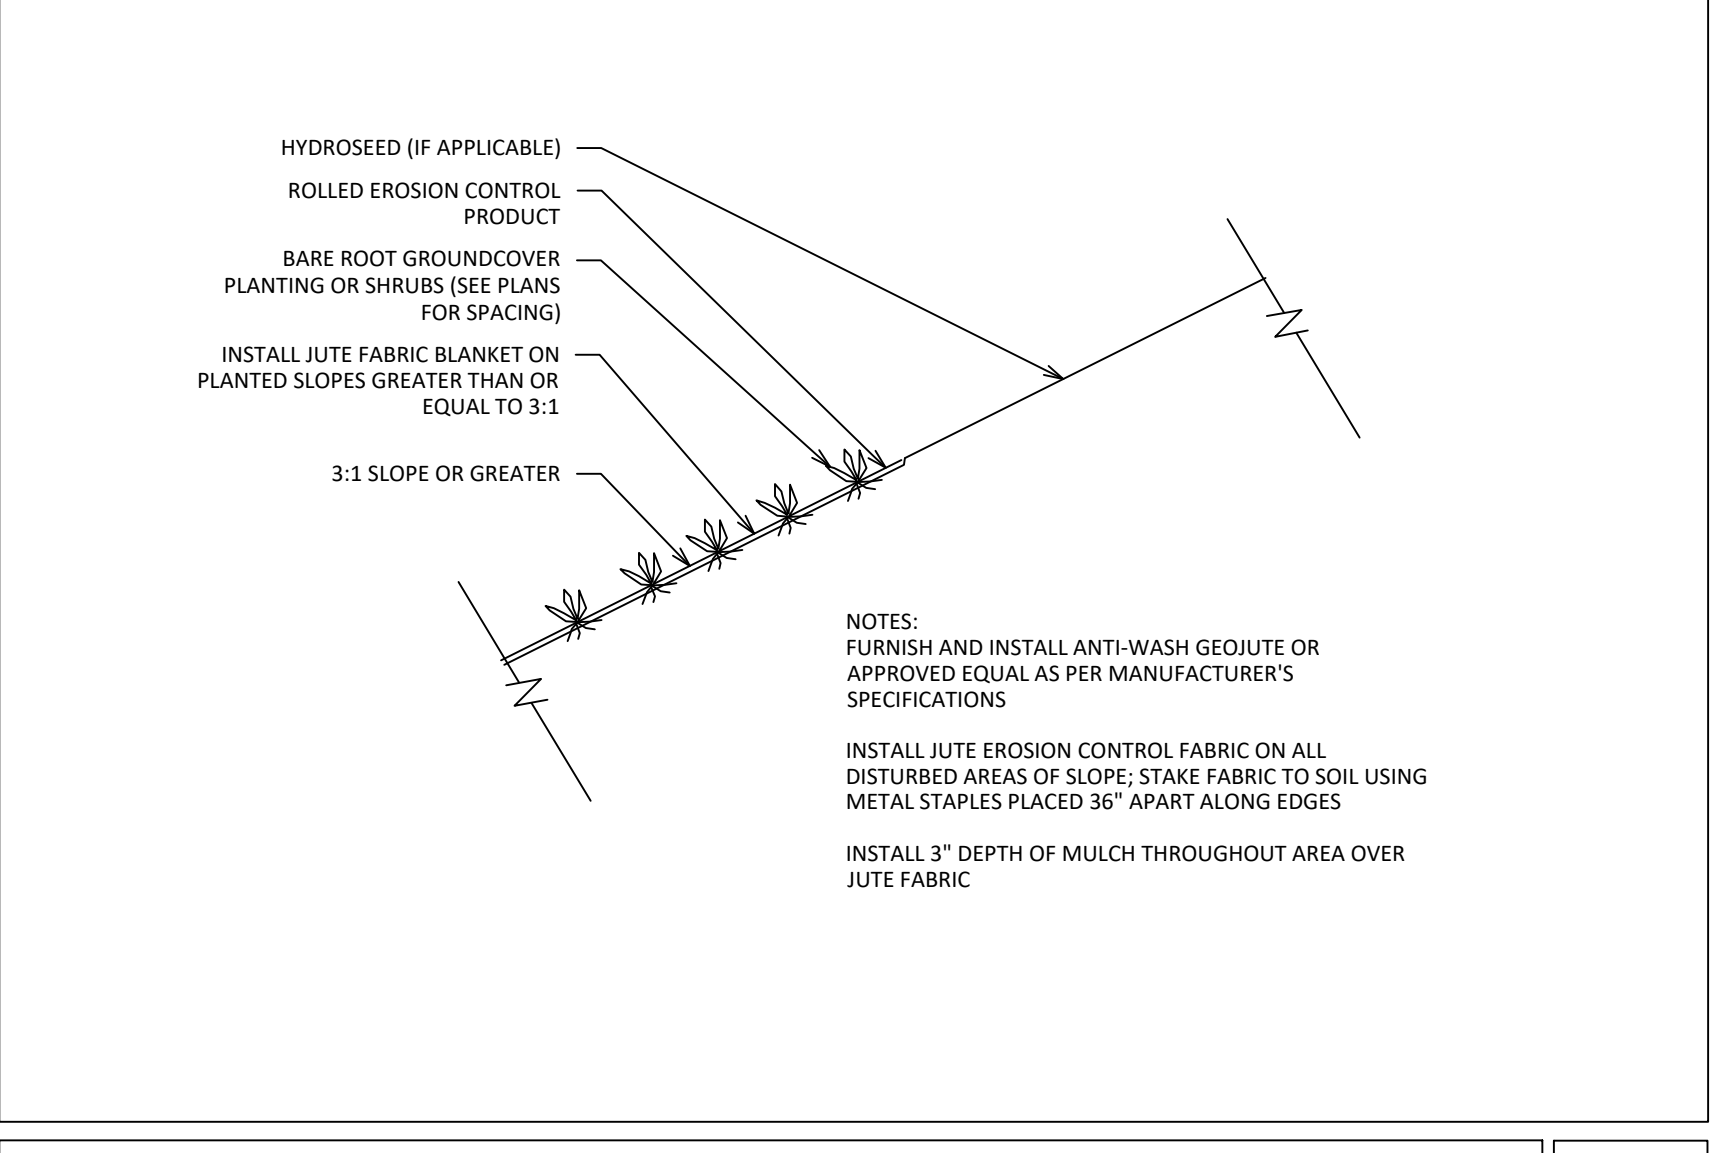 HYDROSEED (IF APPLICABLE)
ROLLED EROSION CONTROL
PRODUCT
BARE ROOT GROUNDCOVER
PLANTING OR SHRUBS (SEE PLANS
FOR SPACING)
INSTALL JUTE FABRIC BLANKET ON
PLANTED SLOPES GREATER THAN OR
EQUAL TO 3:1
3:1 SLOPE OR GREATER
NOTES:
FURNISH AND INSTALL ANTI-WASH GEOJUTE OR
APPROVED EQUAL AS PER MANUFACTURER'S
SPECIFICATIONS
INSTALL JUTE EROSION CONTROL FABRIC ON ALL
DISTURBED AREAS OF SLOPE; STAKE FABRIC TO SOIL USING
METAL STAPLES PLACED 36" APART ALONG EDGES
INSTALL 3" DEPTH OF MULCH THROUGHOUT AREA OVER
JUTE FABRIC